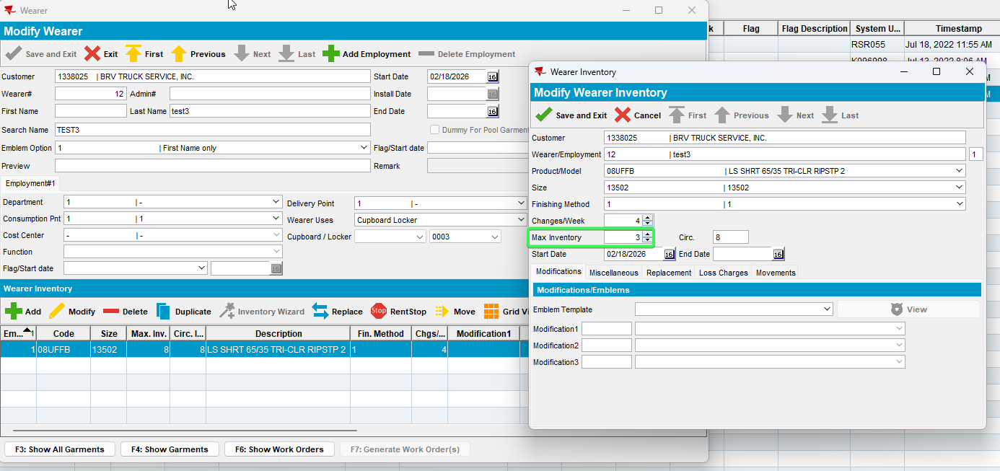 Wearer
Modify Wearer
Save and Exit Exit First Previous Next Last Add Employment Delete Employment
Customer 1338025 | BRV TRUCK SERVICE, INC. Start Date 02/18/2026 16
Wearer# 12 Admin# Install Date 16
First Name Last Name test3 End Date 16
Search Name TEST3 Dummy For Pool Garment
Emblem Option 1 | First Name only Flag/Start date
Preview Remark
Employment#1
Department 1 | - Delivery Point 1 | -
Consumption Pnt 1 | 1 Wearer Uses Cupboard Locker
Cost Center - | - Cupboard / Locker 0003
Function
Flag/Start date 16
Wearer Inventory
Add Modify Delete Duplicate Inventory Wizard Replace Stop RentStop Move Grid Vi
Em... 1 Code Size Max. Inv. Circ. I... Description Fin. Method Chgs/... Modification1
1 08UFFB 13502 8 8 LS SHRT 65/35 TRI-CLR RIPSTP 2 1 4
F3: Show All Garments F4: Show Garments F6: Show Work Orders F7: Generate Work Order(s)
k Flag Flag Description System U... Timestamp
RSR055 Jul 18, 2022 11:55 AM
Wearer Inventory
Modify Wearer Inventory
Save and Exit Cancel First Previous Next Last
Customer 1338025 | BRV TRUCK SERVICE, INC.
Wearer/Employment 12 | test3 1
Product/Model 08UFFB | LS SHRT 65/35 TRI-CLR RIPSTP 2
Size 13502 | 13502
Finishing Method 1 | 1
Changes/Week 4
Max Inventory 3 Circ. 8
Start Date 02/18/2026 16 End Date 16
Modifications Miscellaneous Replacement Loss Charges Movements
Modifications/Emblems
Emblem Template View
Modification1
Modification2
Modification3